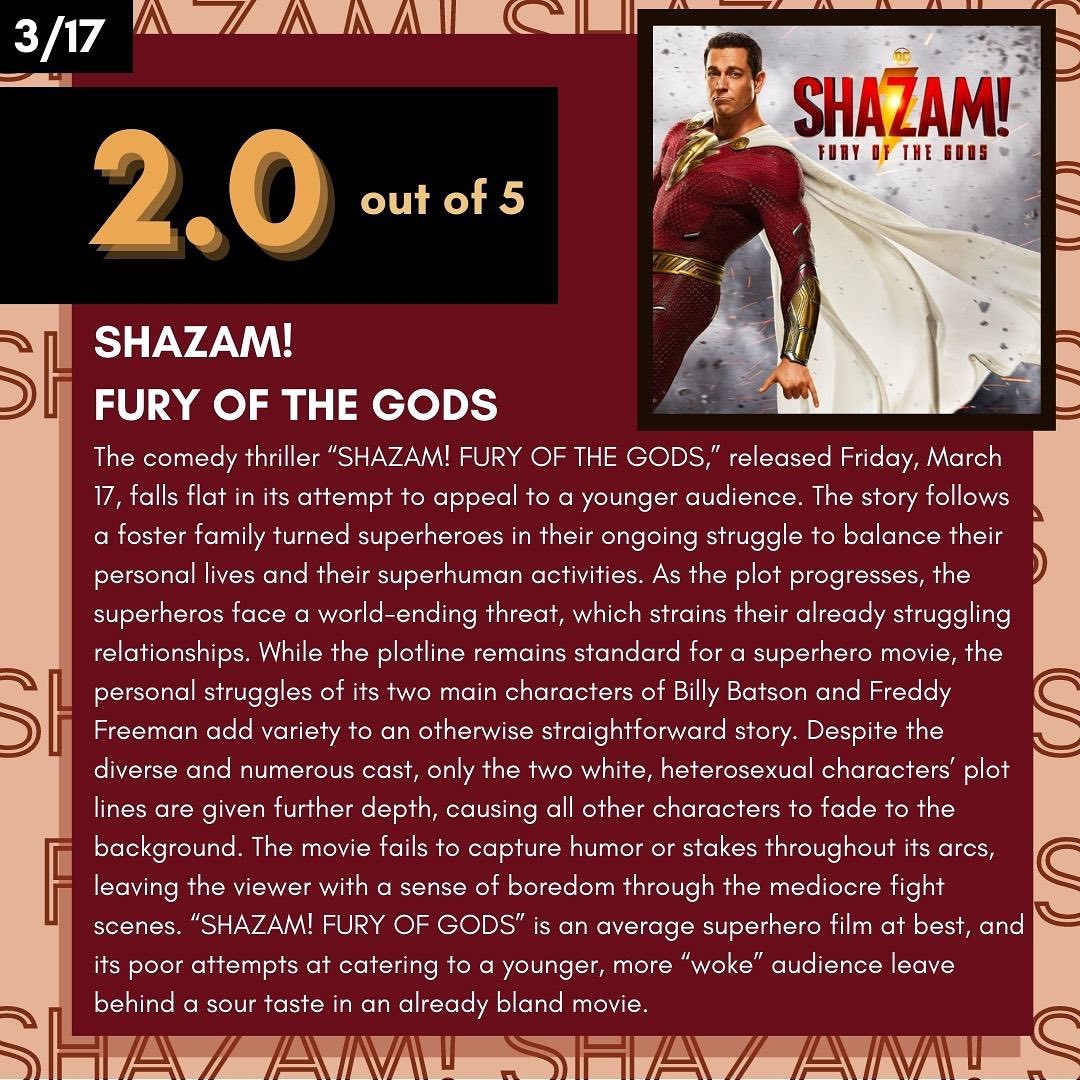 3/17
2.0 out of 5
DC
SHAZAM!
FURY OF THE GODS
SHAZAM!
FURY OF THE GODS
The comedy thriller “SHAZAM! FURY OF THE GODS,” released Friday, March
17, falls flat in its attempt to appeal to a younger audience. The story follows
a foster family turned superheroes in their ongoing struggle to balance their
personal lives and their superhuman activities. As the plot progresses, the
superheros face a world-ending threat, which strains their already struggling
relationships. While the plotline remains standard for a superhero movie, the
personal struggles of its two main characters of Billy Batson and Freddy
Freeman add variety to an otherwise straightforward story. Despite the
diverse and numerous cast, only the two white, heterosexual characters’ plot
lines are given further depth, causing all other characters to fade to the
background. The movie fails to capture humor or stakes throughout its arcs,
leaving the viewer with a sense of boredom through the mediocre fight
scenes. “SHAZAM! FURY OF GODS” is an average superhero film at best, and
its poor attempts at catering to a younger, more “woke” audience leave
behind a sour taste in an already bland movie.
SHAZAM! SHAZAM! S